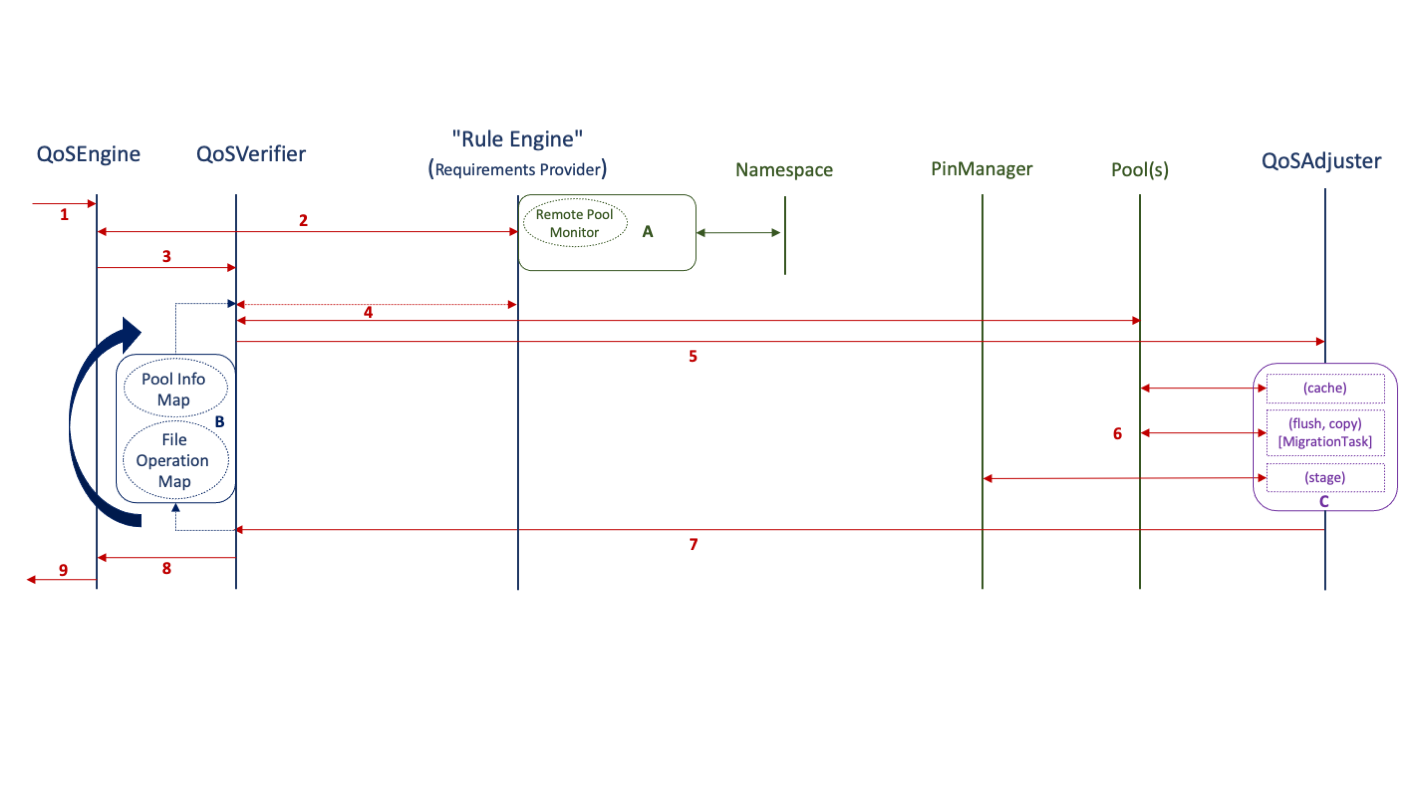 QoSEngine
QoSVerifier
"Rule Engine"
(Requirements Provider)
Namespace
PinManager
Pool(s)
QoSAdjuster
1
2
3
Remote Pool
Monitor
A
4
5
Pool Info
Map
B
File
Operation
Map
6
(cache)
(flush, copy)
[MigrationTask]
(stage)
C
7
8
9